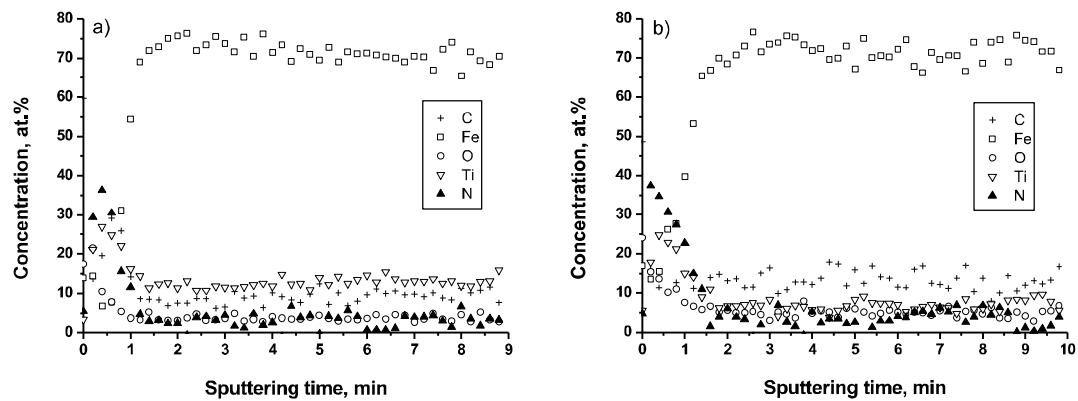 a)
80
70
60
50
40
30
20
10
0
Concentration, at.%
C
Fe
O
Ti
N
0 1 2 3 4 5 6 7 8 9
Sputtering time, min
b)
80
70
60
50
40
30
20
10
0
Concentration, at.%
C
Fe
O
Ti
N
0 1 2 3 4 5 6 7 8 9 10
Sputtering time, min